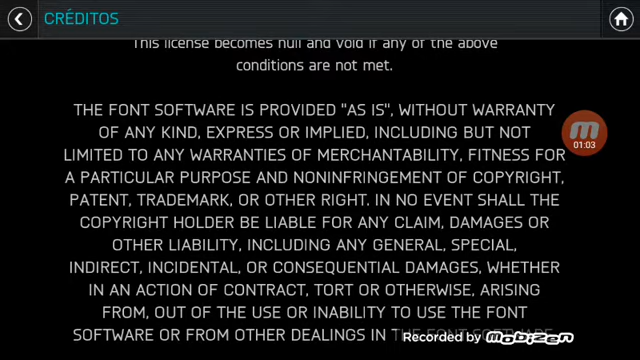 CRÉDITOS
This license becomes null and void if any of the above
conditions are not met.
THE FONT SOFTWARE IS PROVIDED "AS IS", WITHOUT WARRANTY
OF ANY KIND, EXPRESS OR IMPLIED, INCLUDING BUT NOT
LIMITED TO ANY WARRANTIES OF MERCHANTABILITY, FITNESS FOR
A PARTICULAR PURPOSE AND NONINFRINGEMENT OF COPYRIGHT,
PATENT, TRADEMARK, OR OTHER RIGHT. IN NO EVENT SHALL THE
COPYRIGHT HOLDER BE LIABLE FOR ANY CLAIM, DAMAGES OR
OTHER LIABILITY, INCLUDING ANY GENERAL, SPECIAL,
INDIRECT, INCIDENTAL, OR CONSEQUENTIAL DAMAGES, WHETHER
IN AN ACTION OF CONTRACT, TORT OR OTHERWISE, ARISING
FROM, OUT OF THE USE OR INABILITY TO USE THE FONT
SOFTWARE OR FROM OTHER DEALINGS IN THE FONT SOFTWARE.
01:03
Recorded by mobizen